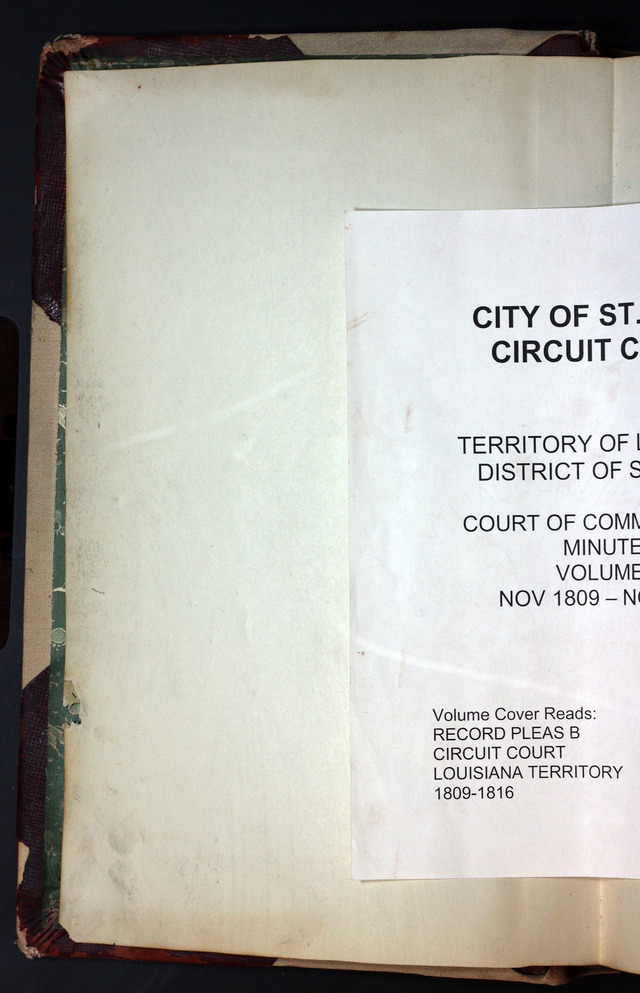 CITY OF ST.
CIRCUIT C
TERRITORY OF L
DISTRICT OF S
COURT OF COMM
MINUTE
VOLUME
NOV 1809 – NO
Volume Cover Reads:
RECORD PLEAS B
CIRCUIT COURT
LOUISIANA TERRITORY
1809-1816